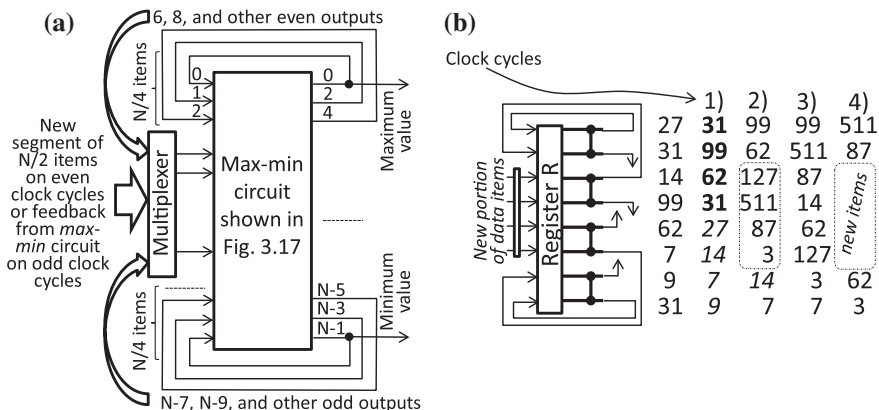 (a)
6, 8, and other even outputs
N/4 items
0
1
2
0
2
4
Maximum
value
New
segment of
N/2 items
on even
clock cycles
or feedback
from max-
min circuit
on odd clock
cycles
Multiplexer
Max-min
circuit
shown in
Fig. 3.17
N/4 items
N-5
N-3
N-1
Minimum
value
N-7, N-9, and other odd outputs
(b)
Clock cycles
New portion
of data items
Register R
1) 2) 3) 4)
27 31 99 99 511
31 99 62 511 87
14 62 127 87
99 31 511 14
62 27 87 62
7 14 3 127
new items
9 7 14 3 62
31 9 7 7 3